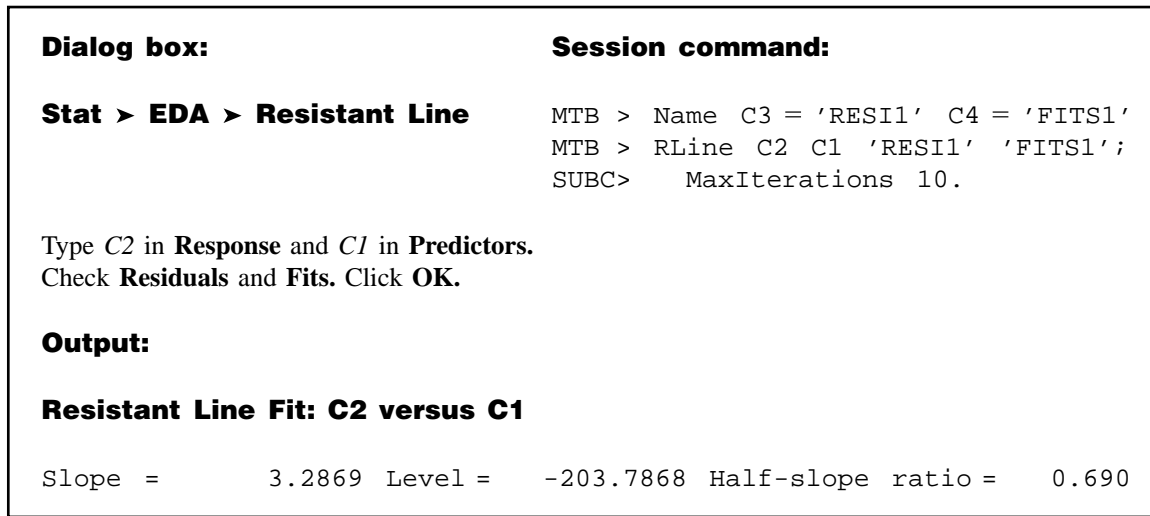 Dialog box:
Session command:
Stat ➤ EDA ➤ Resistant Line
MTB > Name C3 = 'RESI1' C4 = 'FITS1'
MTB > RLine C2 C1 'RESI1' 'FITS1';
SUBC> MaxIterations 10.
Type C2 in Response and C1 in Predictors.
Check Residuals and Fits. Click OK.
Output:
Resistant Line Fit: C2 versus C1
Slope = 3.2869 Level = -203.7868 Half-slope ratio = 0.690